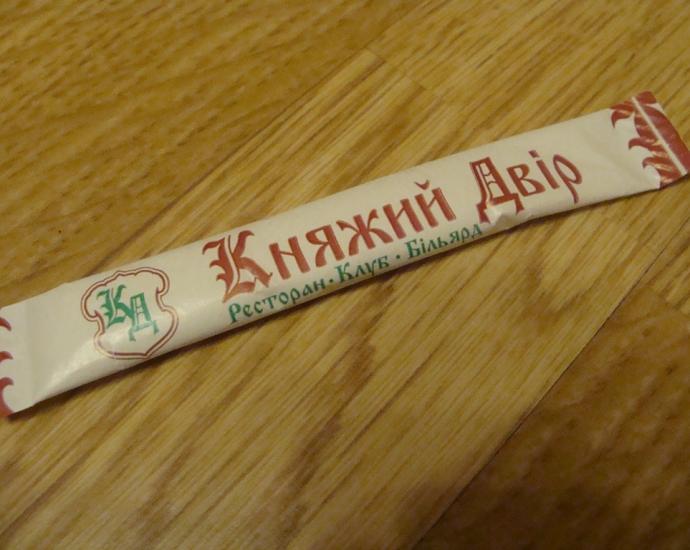 КД
Княжий Двір
Ресторан · Клуб · Більярд